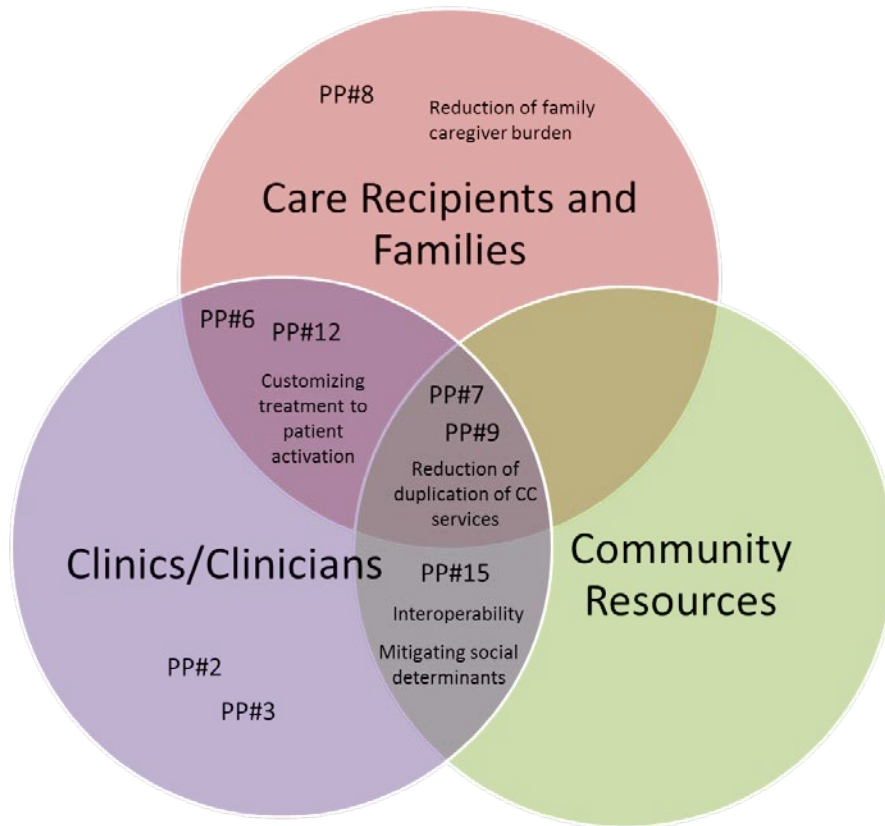 PP#8
Reduction of family
caregiver burden
Care Recipients and
Families
PP#6
PP#12
Customizing
treatment to
patient
activation
PP#7
PP#9
Reduction of
duplication of CC
services
Clinics/Clinicians
Community
Resources
PP#15
Interoperability
Mitigating social
determinants
PP#2
PP#3